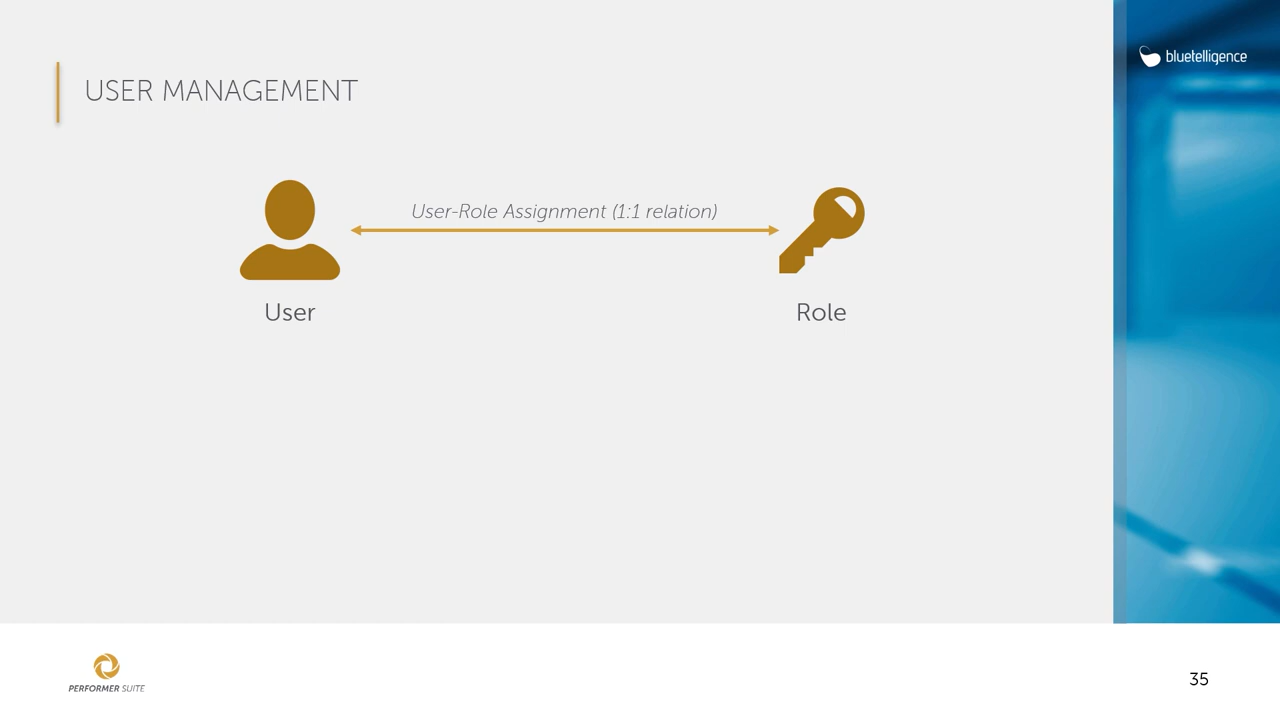 bluetelligence
USER MANAGEMENT
User-Role Assignment (1:1 relation)
User
Role
PERFORMER SUITE
35